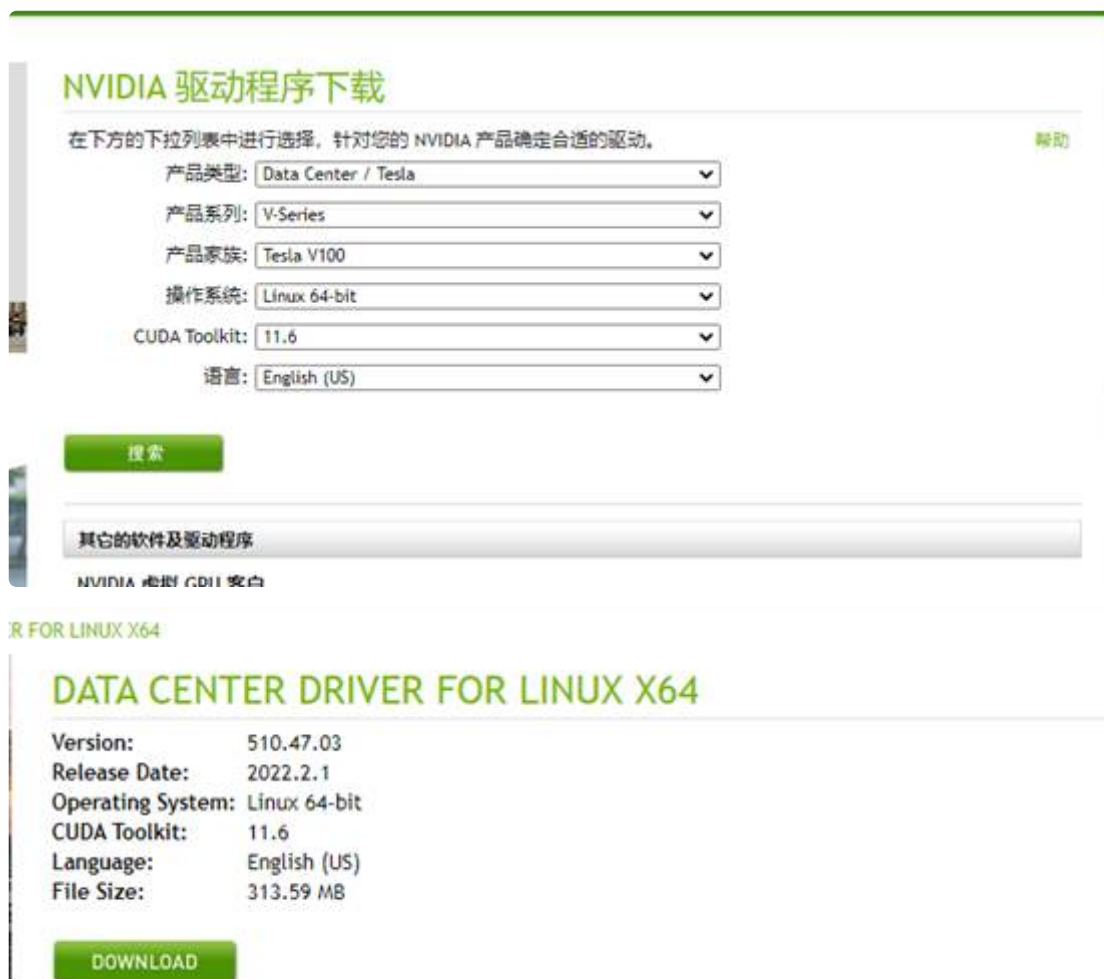 NVIDIA 驱动程序下载
在下方的下拉列表中进行选择，针对您的 NVIDIA 产品确定合适的驱动。 帮助
产品类型: Data Center / Tesla
产品系列: V-Series
产品家族: Tesla V100
操作系统: Linux 64-bit
CUDA Toolkit: 11.6
语言: English (US)
搜索
其它的软件及驱动程序
NVIDIA 虚拟 GPU 客户
R FOR LINUX X64
DATA CENTER DRIVER FOR LINUX X64
Version: 510.47.03
Release Date: 2022.2.1
Operating System: Linux 64-bit
CUDA Toolkit: 11.6
Language: English (US)
File Size: 313.59 MB
DOWNLOAD